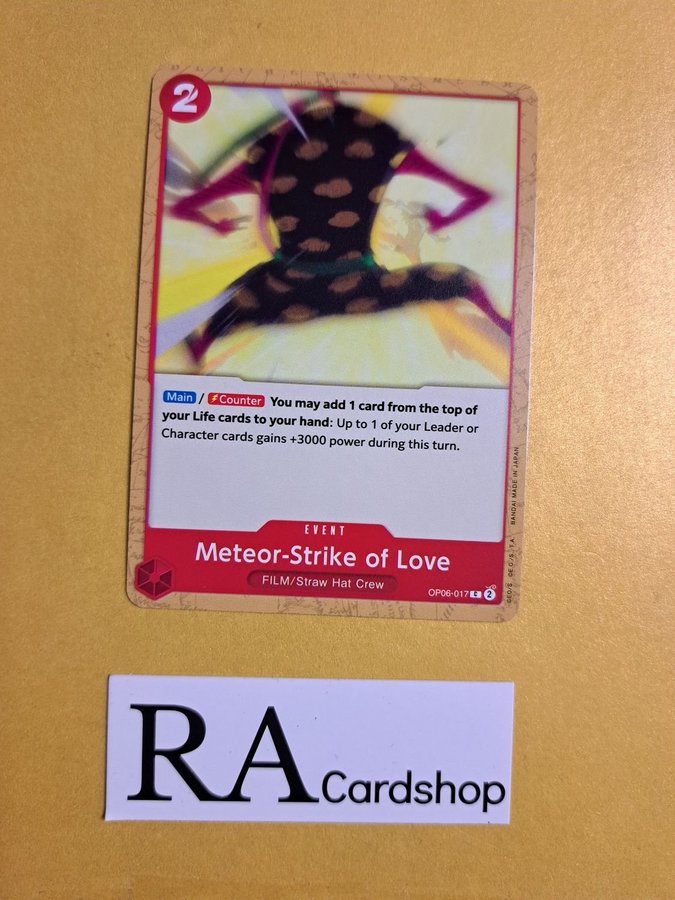 2
Main / Counter You may add 1 card from the top of
your Life cards to your hand: Up to 1 of your Leader or
Character cards gains +3000 power during this turn.
EVENT
Meteor-Strike of Love
FILM/Straw Hat Crew
OP06-017 C 2
©E.O./S. ©E.O./S.,T.A. BANDAI MADE IN JAPAN
RA Cardshop